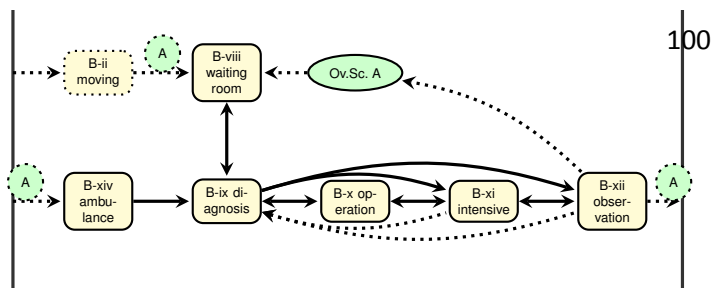 100
A
B-ii
moving
B-viii
waiting
room
Ov.Sc. A
A
B-xiv
ambu-
lance
B-ix di-
agnosis
B-x op-
eration
B-xi
intensive
B-xii
obser-
vation
A